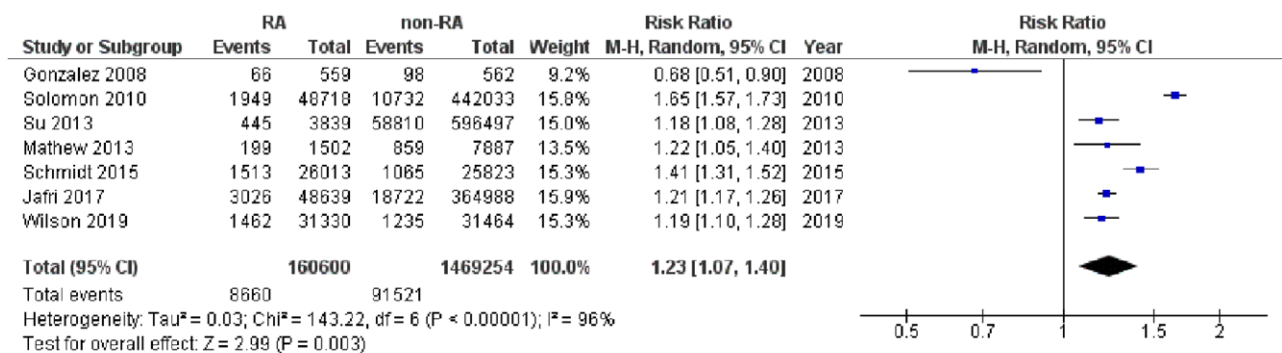 RA non-RA Risk Ratio Risk Ratio
Study or Subgroup Events Total Events Total Weight M-H, Random, 95% CI Year M-H, Random, 95% CI
Gonzalez 2008 66 559 98 562 9.2% 0.68 [0.51, 0.90] 2008
Solomon 2010 1949 48718 10732 442033 15.8% 1.65 [1.57, 1.73] 2010
Su 2013 445 3839 58810 596497 15.0% 1.18 [1.08, 1.28] 2013
Mathew 2013 199 1502 859 7887 13.5% 1.22 [1.05, 1.40] 2013
Schmidt 2015 1513 26013 1065 25823 15.3% 1.41 [1.31, 1.52] 2015
Jafri 2017 3026 48639 18722 364988 15.9% 1.21 [1.17, 1.26] 2017
Wilson 2019 1462 31330 1235 31464 15.3% 1.19 [1.10, 1.28] 2019
Total (95% CI) 160600 1469254 100.0% 1.23 [1.07, 1.40]
Total events 8660 91521
Heterogeneity: Tau² = 0.03; Chi² = 143.22, df = 6 (P < 0.00001); I² = 96%
Test for overall effect: Z = 2.99 (P = 0.003)
0.5 0.7 1 1.5 2